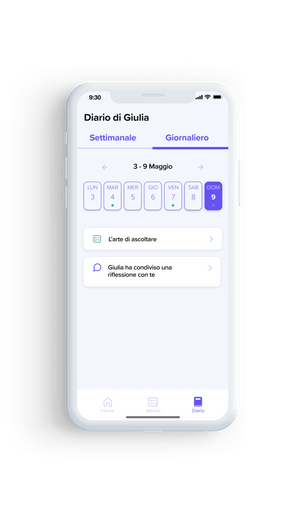 9:30
Diario di Giulia
Settimanale Giornaliero
3 - 9 Maggio
LUN MAR MER GIO VEN SAB DOM
3 4 5 6 7 8 9
L'arte di ascoltare
Giulia ha condiviso una
riflessione con te
Home Attività Diario